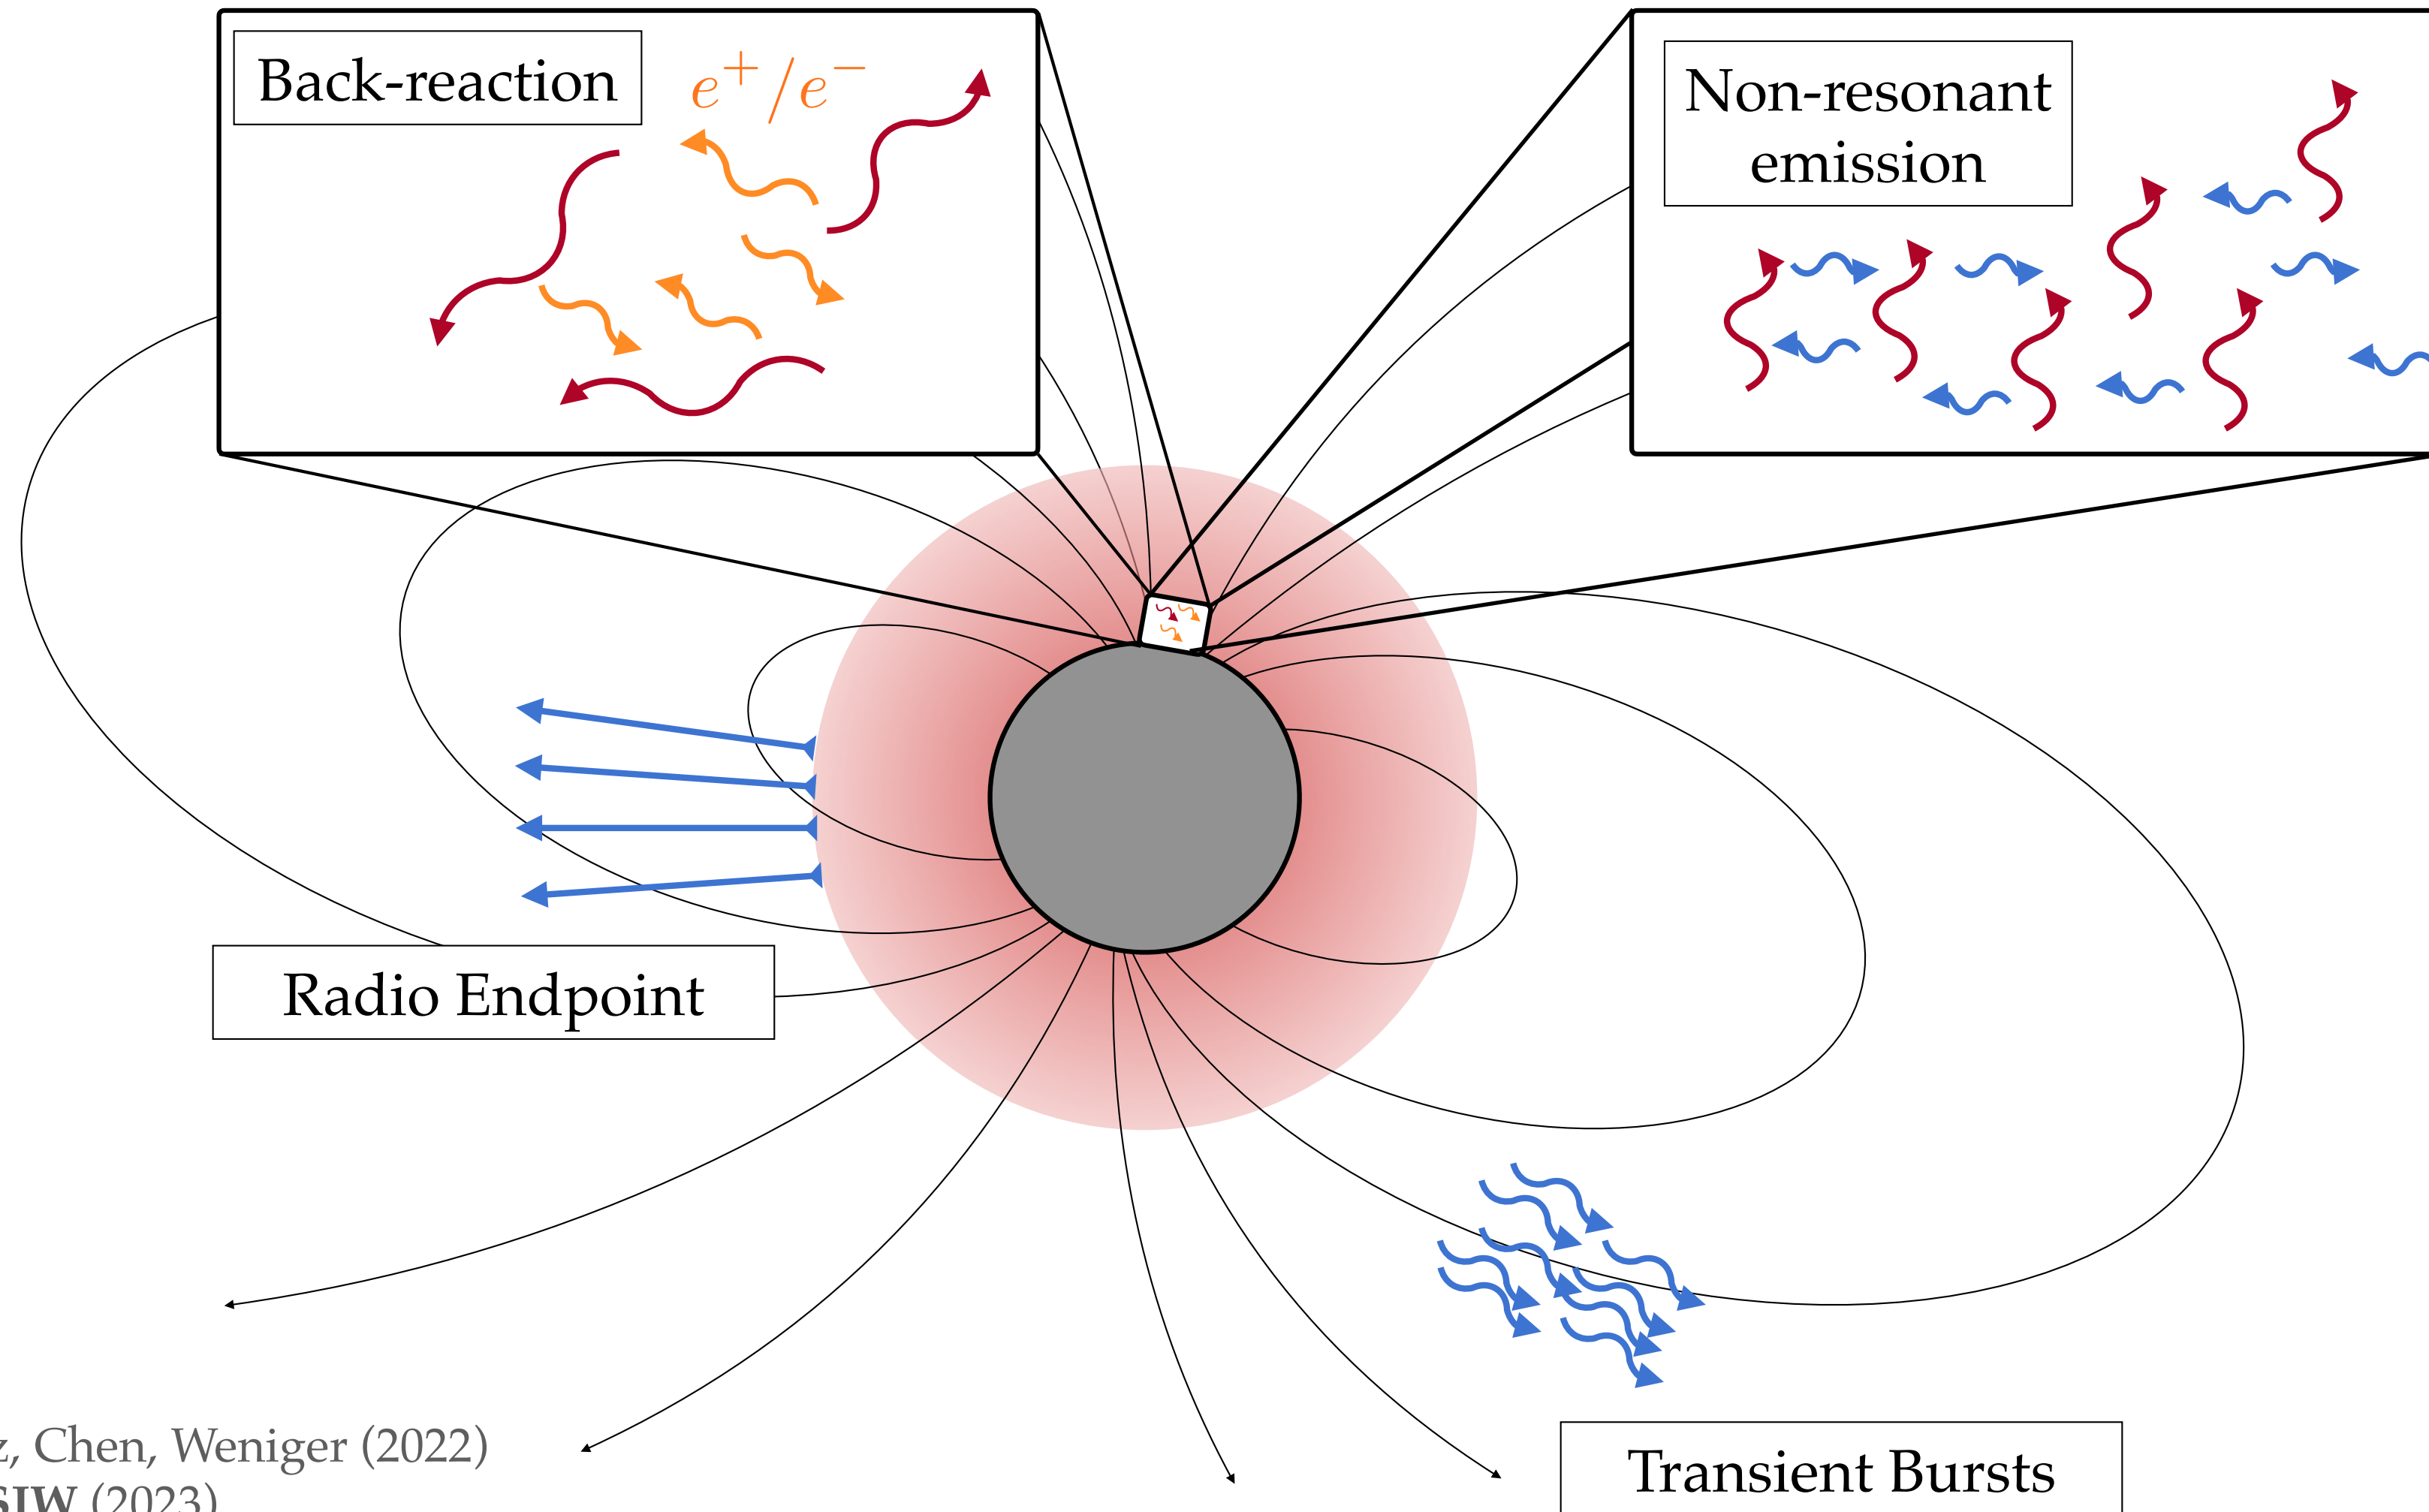 Back-reaction
e⁺/e⁻
Non-resonant
emission
Radio Endpoint
Transient Bursts
Chen, Weniger (2022)
(2023)